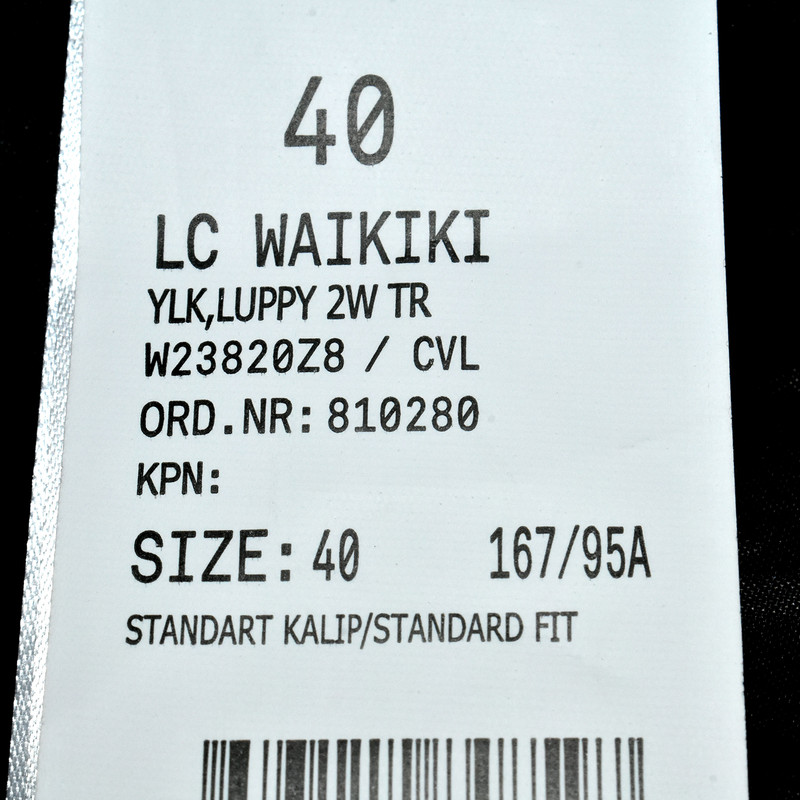 40
LC WAIKIKI
YLK,LUPPY 2W TR
W23820Z8 / CVL
ORD.NR: 810280
KPN:
SIZE: 40 167/95A
STANDART KALIP/STANDARD FIT